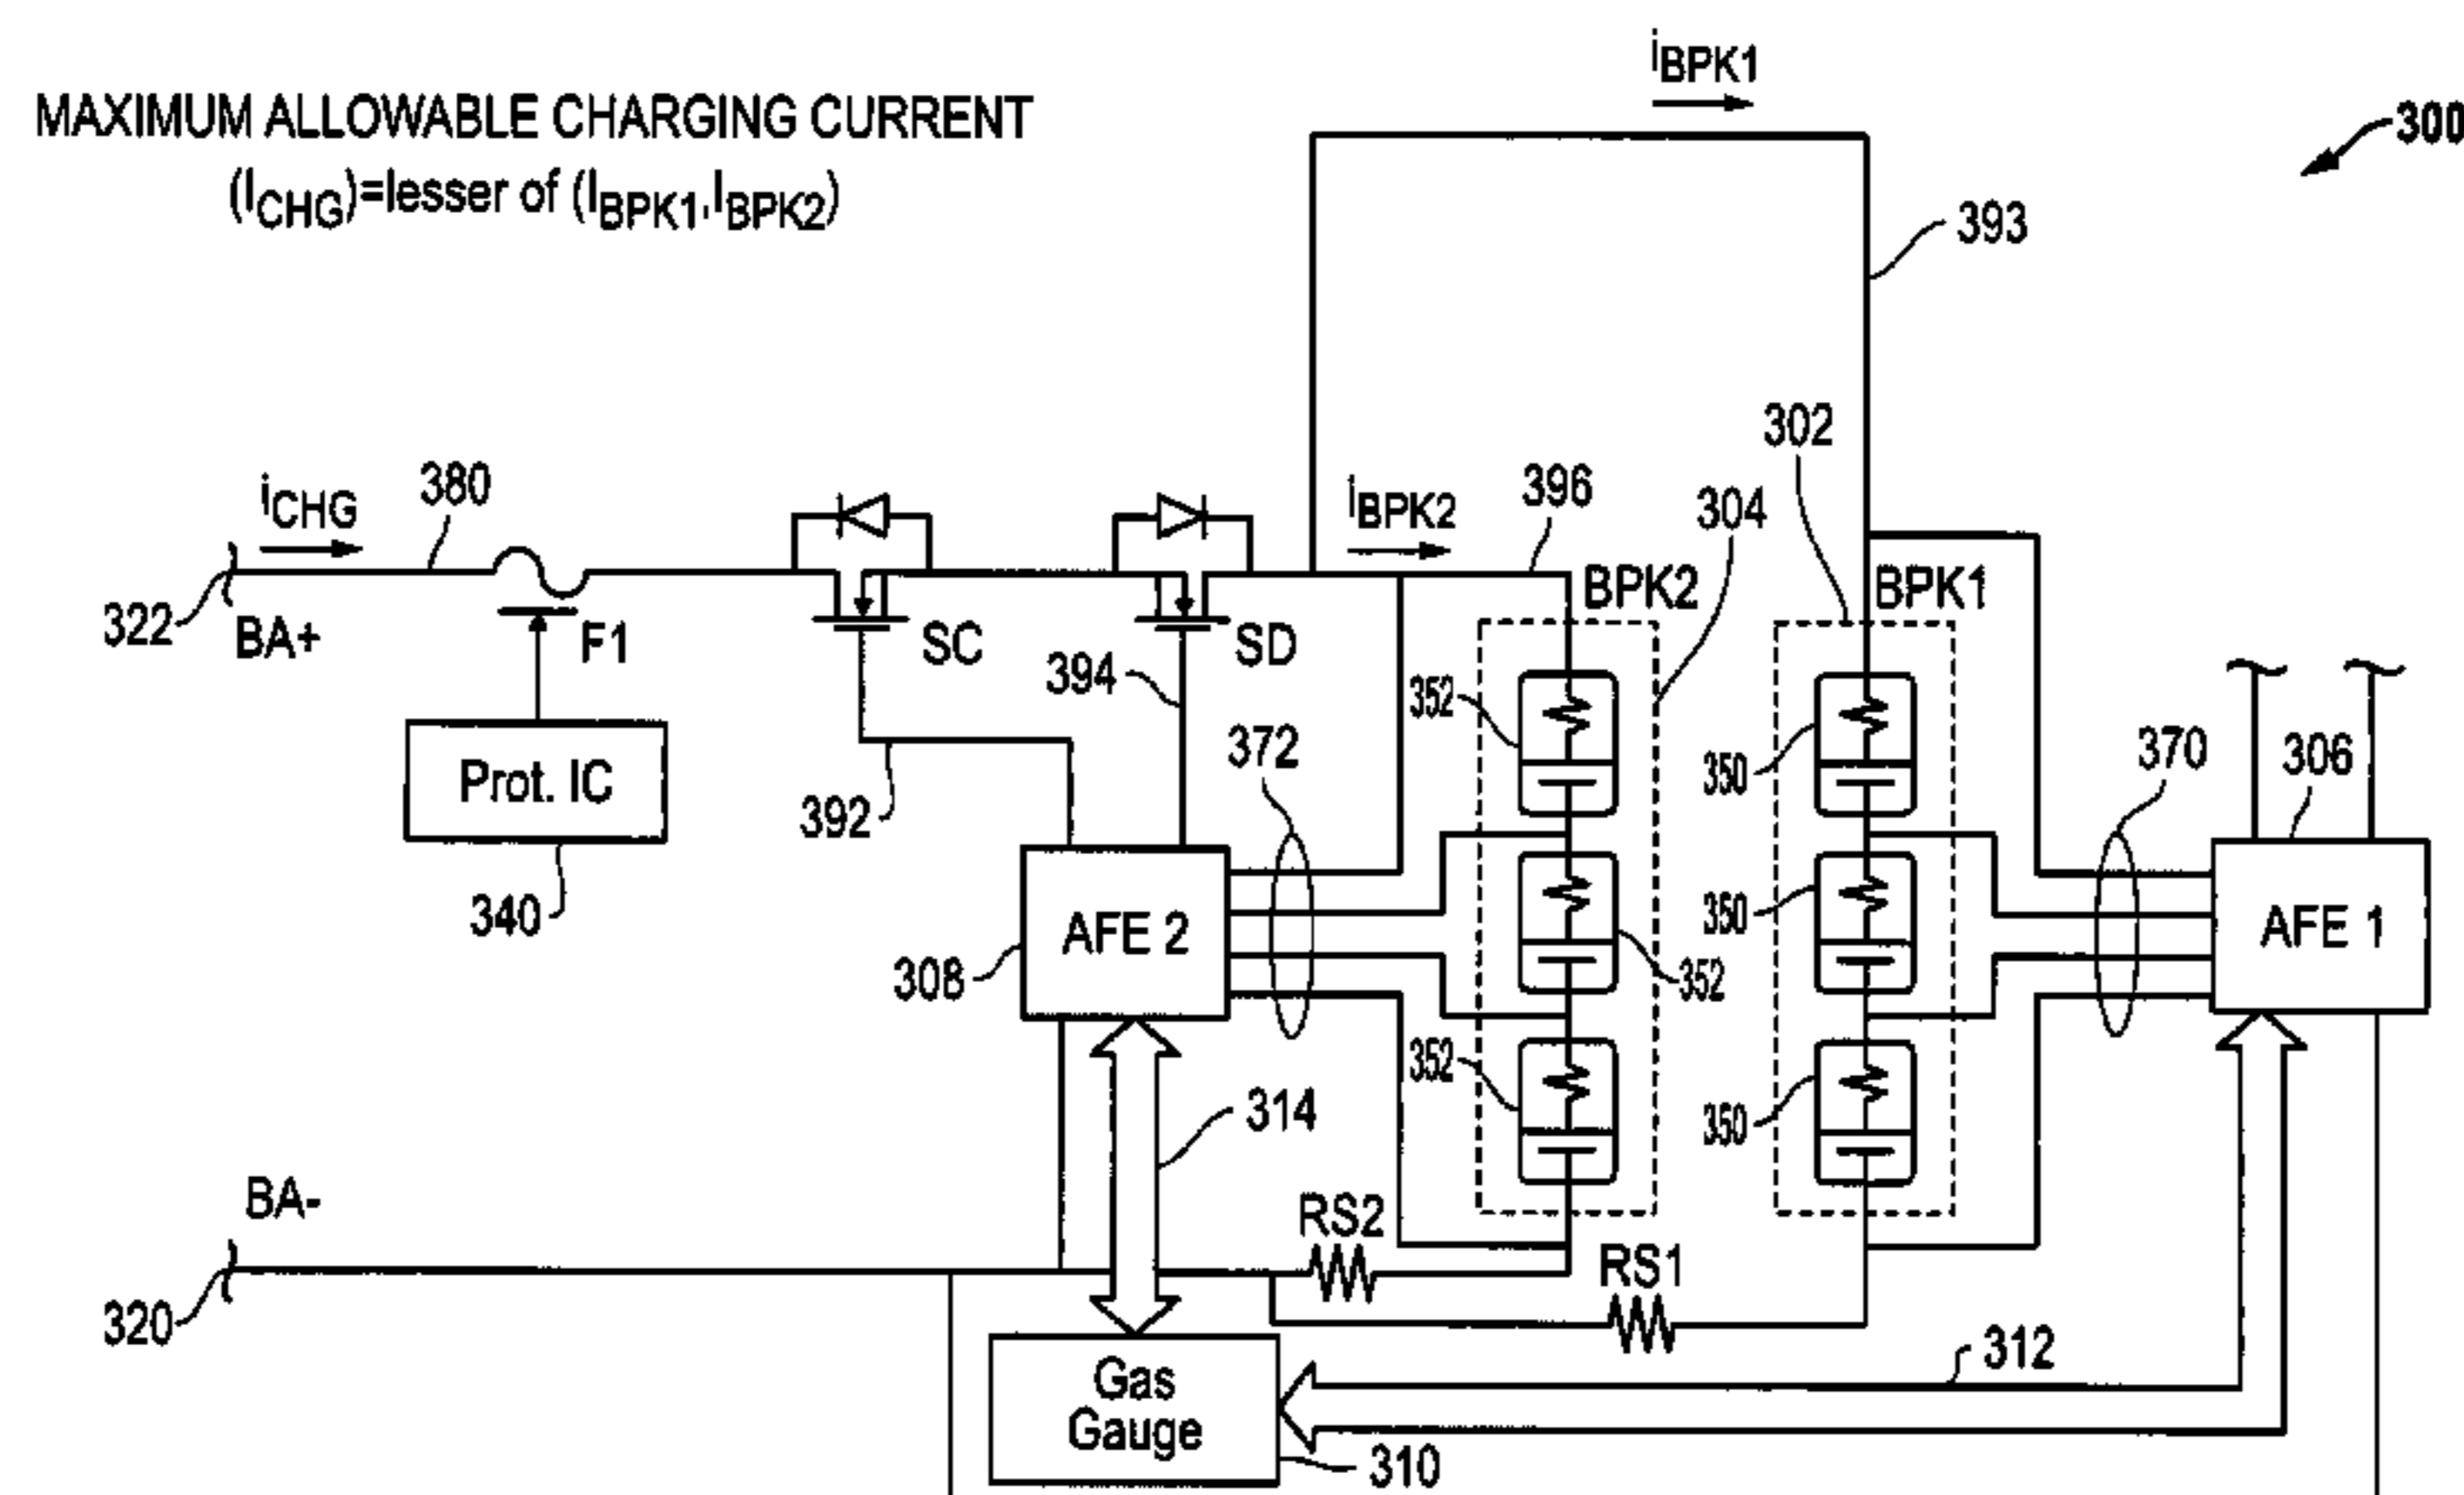 MAXIMUM ALLOWABLE CHARGING CURRENT
(ICHG)=lesser of (IBPK1,IBPK2)
iBPK1
300
393
302
304
iCHG
380
iBPK2
396
322
BA+
F1
SC
SD
BPK2
BPK1
394
352
350
372
370
306
Prot. IC
392
340
AFE 2
308
350
352
AFE 1
352
350
314
BA-
RS2
RS1
320
312
Gas
Gauge
310